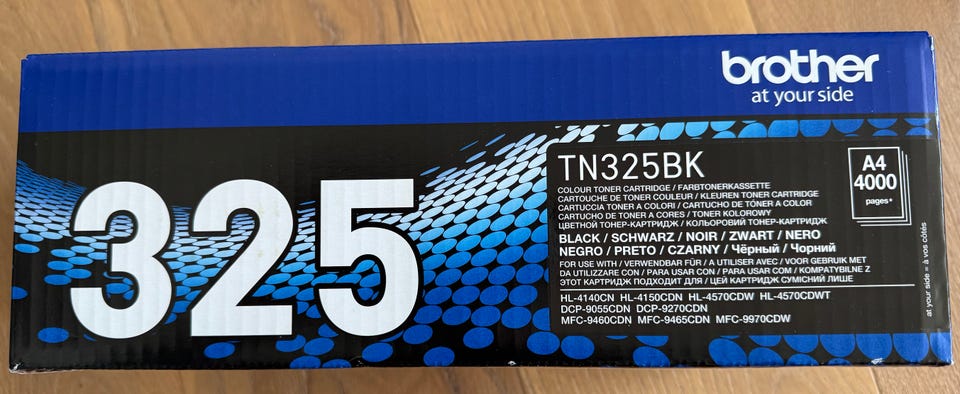 brother
at your side
325
TN325BK
COLOUR TONER CARTRIDGE / FARBTONERKASSETTE
CARTOUCHE DE TONER COULEUR / KLEUREN TONER CARTRIDGE
CARTUCCIA TONER A COLORI / CARTUCHO DE TÓNER A COLOR
CARTUCHO DE TONER A CORES / TONER KOLOROWY
ЦВЕТНОЙ ТОНЕР-КАРТРИДЖ / КОЛЬОРОВИЙ ТОНЕР-КАРТРИДЖ
BLACK / SCHWARZ / NOIR / ZWART / NERO
NEGRO / PRETO / CZARNY / Чёрный / Чорний
FOR USE WITH / VERWENDBAR FÜR / A UTILISER AVEC / VOOR GEBRUIK MET
DA UTILIZZARE CON / PARA USAR CON / PARA USAR COM / KOMPATYBILNE Z
ЭТОТ КАРТРИДЖ ПОДХОДИТ ДЛЯ / ЦЕЙ КАРТРИДЖ СУМІСНИЙ ЛИШЕ
HL-4140CN HL-4150CDN HL-4570CDW HL-4570CDWT
DCP-9055CDN DCP-9270CDN
MFC-9460CDN MFC-9465CDN MFC-9970CDW
A4
4000
pages*
at your side = à vos côtés